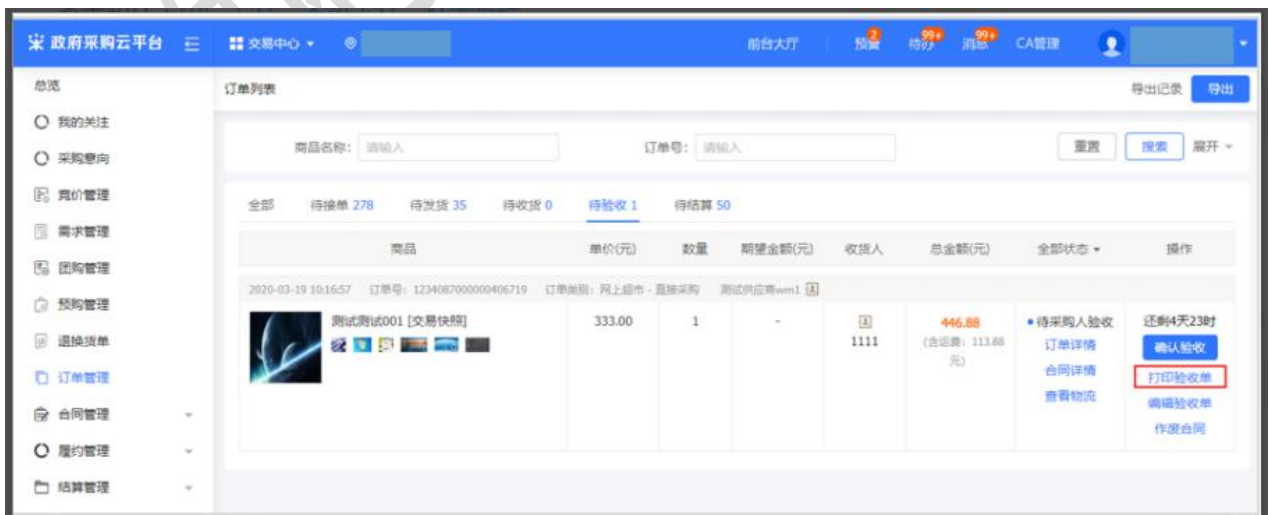 政府采购云平台 交易中心 前台大厅 预警 2 待办 99+ 消息 99+ CA管理
总览
我的关注
采购意向
竞价管理
需求管理
团购管理
预购管理
退换货单
订单管理
合同管理
履约管理
结算管理
订单列表 导出记录 导出
商品名称： 请输入 订单号： 请输入 重置 搜索 展开
全部 待接单 278 待发货 35 待收货 0 待验收 1 待结算 50
商品 单价(元) 数量 期望金额(元) 收货人 总金额(元) 全部状态 操作
2020-03-19 10:16:57 订单号：123408700000406719 订单类别：网上超市 - 直接采购 测试供应商wm1
测试测试001 [交易快照] 333.00 1 - 1111 446.88 待采购人验收 还剩4天23时
(含运费：113.88元) 订单详情 确认验收
合同详情 打印验收单
查看物流 编辑验收单
作废合同